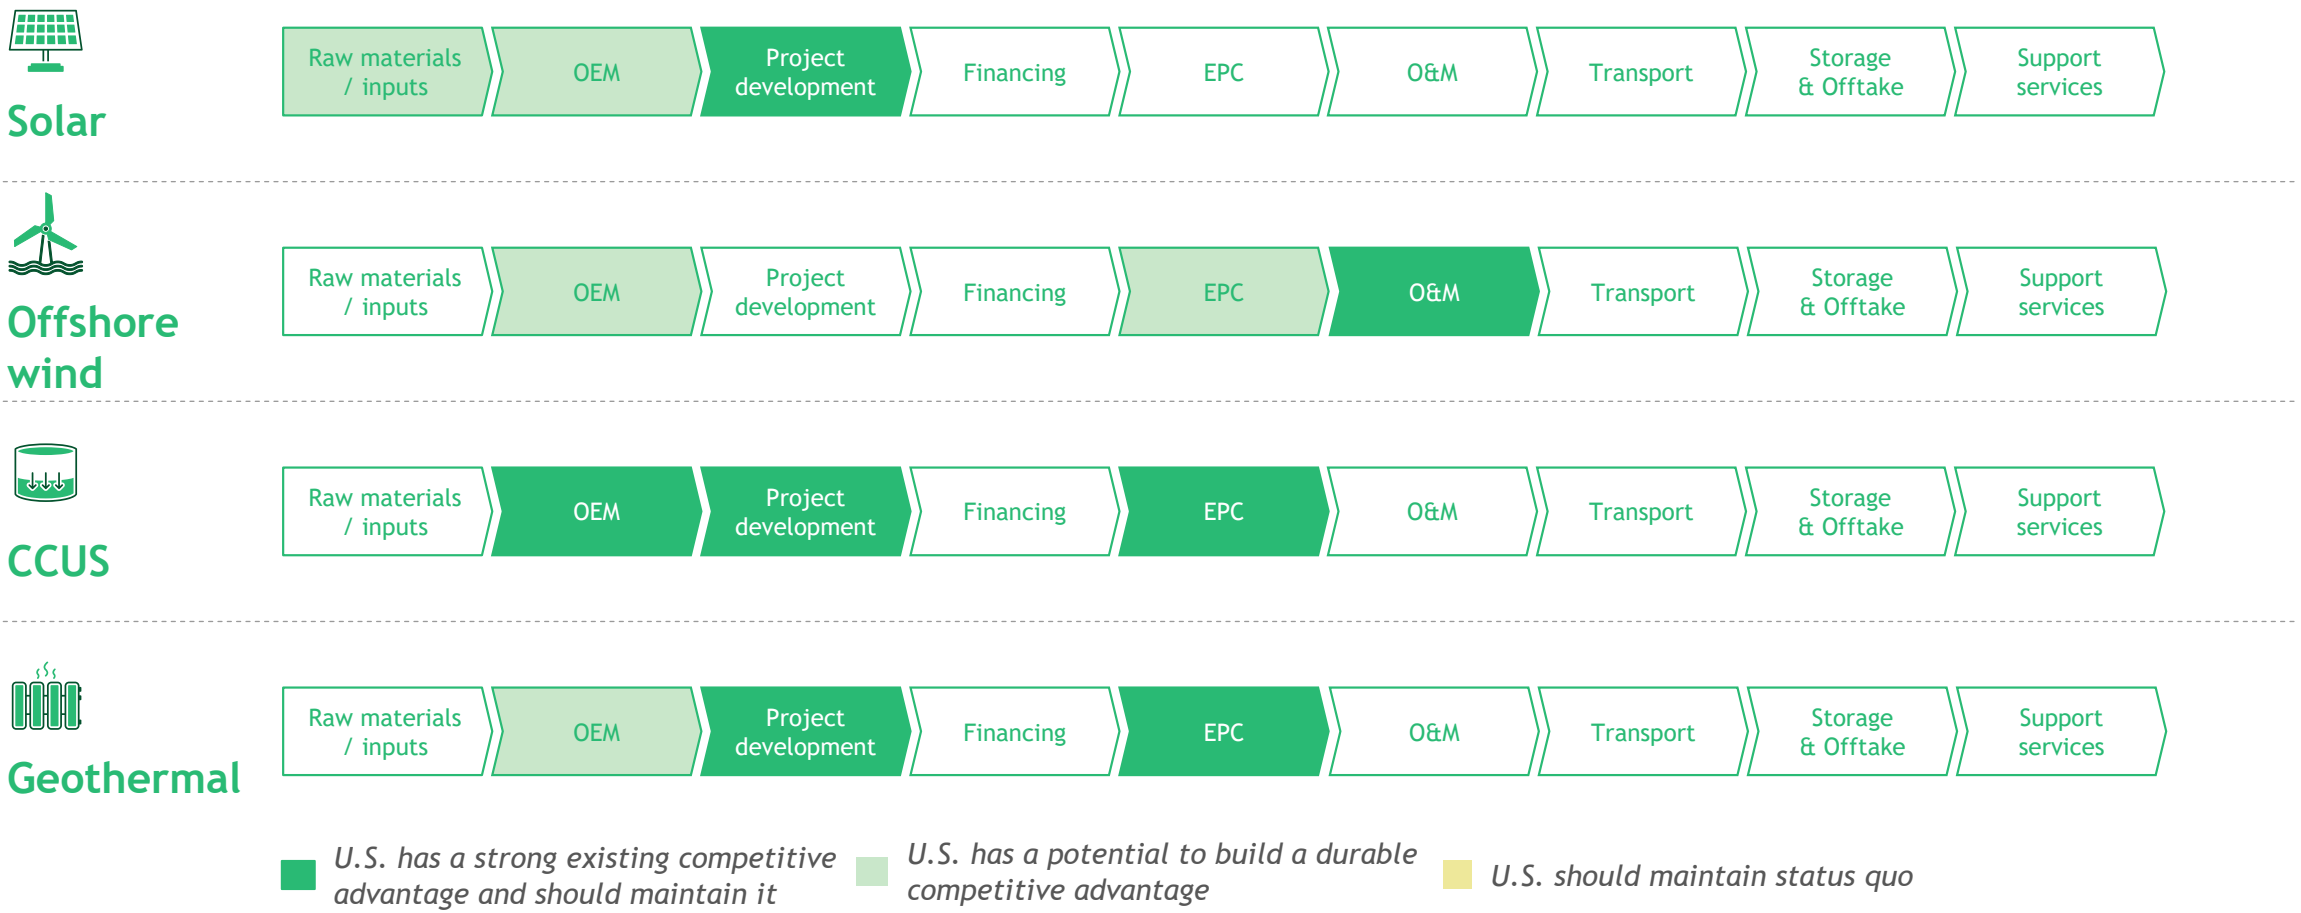 Solar
Raw materials
/ inputs
OEM
Project
development
Financing
EPC
O&M
Transport
Storage
& Offtake
Support
services
Offshore
wind
Raw materials
/ inputs
OEM
Project
development
Financing
EPC
O&M
Transport
Storage
& Offtake
Support
services
CCUS
Raw materials
/ inputs
OEM
Project
development
Financing
EPC
O&M
Transport
Storage
& Offtake
Support
services
Geothermal
Raw materials
/ inputs
OEM
Project
development
Financing
EPC
O&M
Transport
Storage
& Offtake
Support
services
U.S. has a strong existing competitive
advantage and should maintain it
U.S. has a potential to build a durable
competitive advantage
U.S. should maintain status quo